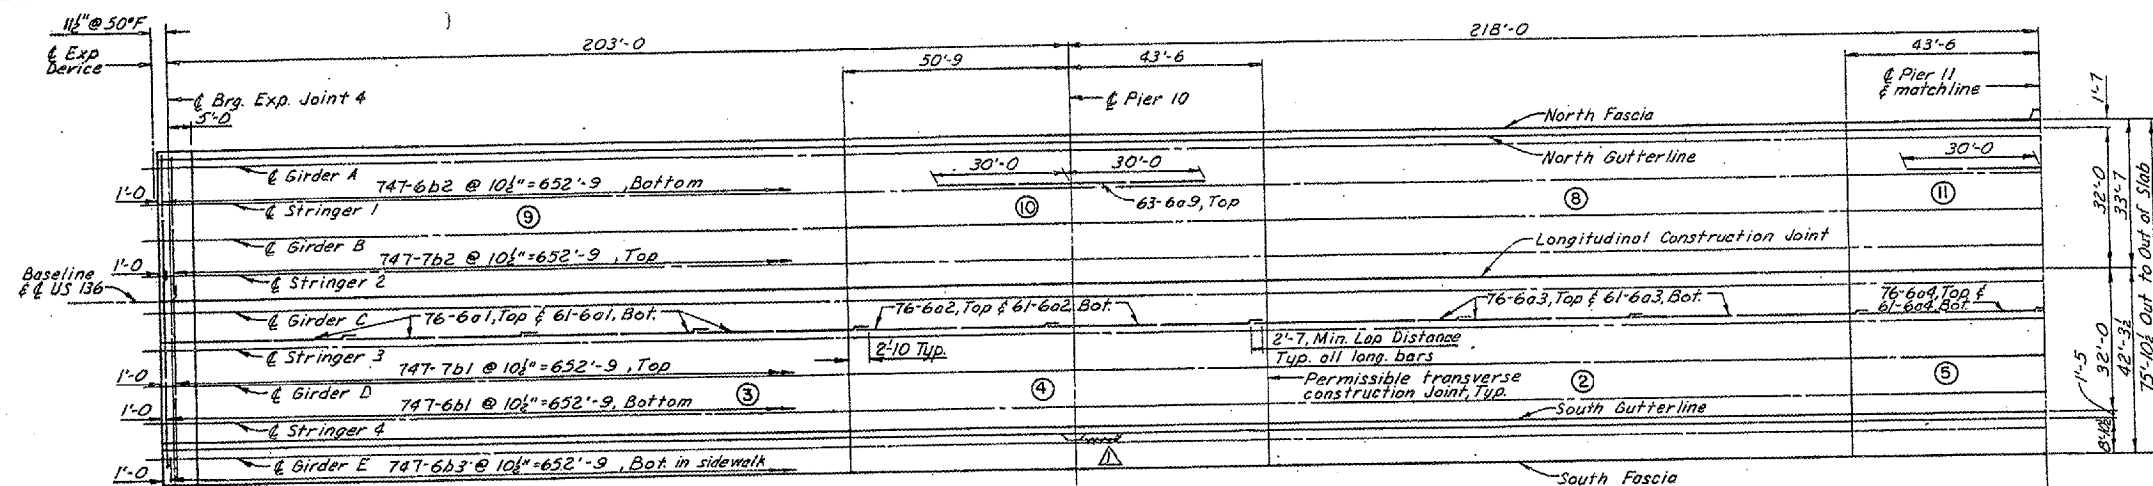 11½" @ 50°F
203'-0
218'-0
℄ Exp
Device
50'-9
43'-6
43'-6
℄ Brg. Exp. Joint 4
℄ Pier 10
℄ Pier 11
& matchline
1'-7
5'-0
North Fascia
North Gutterline
30'-0
30'-0
30'-0
℄ Girder A
747-6b2 @ 10½"=652'-9 , Bottom
1'-0
℄ Stringer 1
9
10
63-6a9, Top
8
11
32'-0
33'-7
75'-10½ Out to Out of Slab
℄ Girder B
Longitudinal Construction Joint
747-7b2 @ 10½"=652'-9 , Top
1'-0
Baseline
& ℄ US 136
℄ Stringer 2
℄ Girder C
76-6a1, Top & 61-6a1, Bot.
76-6a2, Top & 61-6a2, Bot.
76-6a3, Top & 61-6a3, Bot.
76-6a4, Top &
61-6a4, Bot.
℄ Stringer 3
2'-10 Typ.
2'-7, Min. Lap Distance
Typ. all long. bars
747-7b1 @ 10½"=652'-9 , Top
1'-0
℄ Girder D
3
4
Permissible transverse
construction Joint, Typ.
2
5
1'-5
32'-0
42'-3½
747-6b1 @ 10½"=652'-9, Bottom
1'-0
℄ Stringer 4
South Gutterline
℄ Girder E
747-6b3 @ 10½"=652'-9 , Bot. in sidewalk
1'-0
1
South Fascia